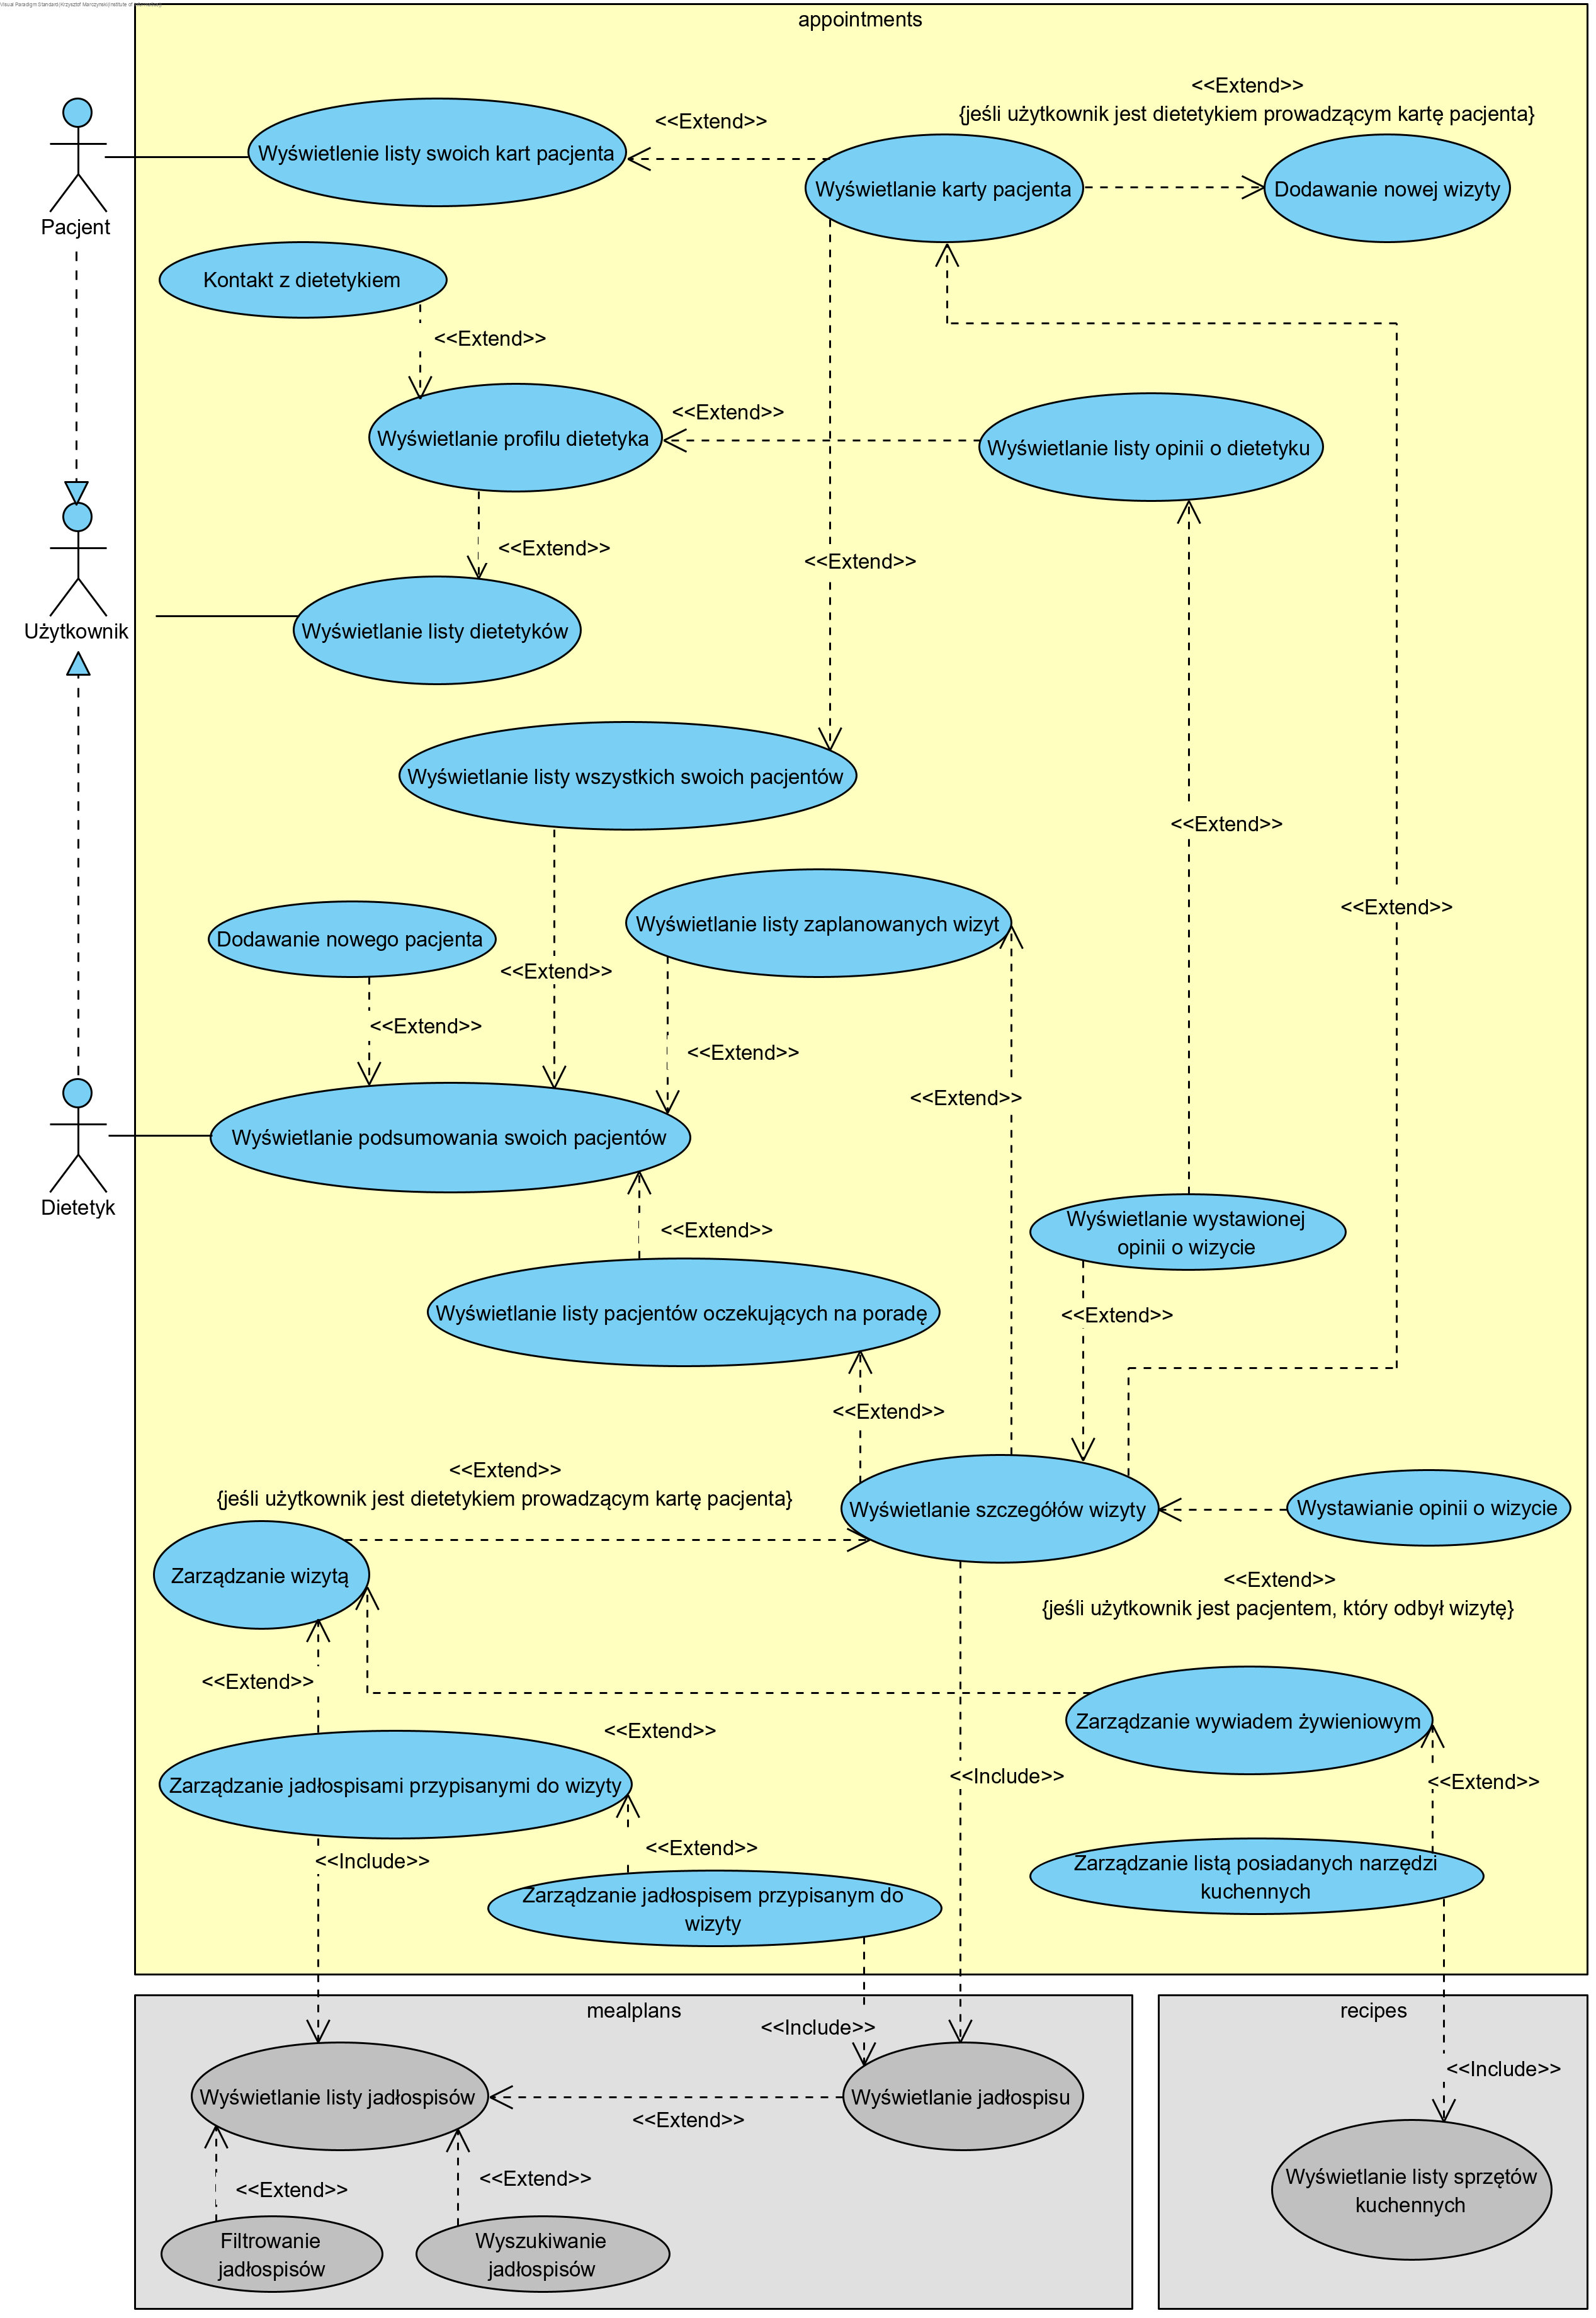 Visual Paradigm Standard(Krzysztof Marszyński(Institute of
appointments
<<Extend>>
{jeśli użytkownik jest dietetykiem prowadzącym kartę pacjenta}
<<Extend>>
Wyświetlenie listy swoich kart pacjenta
Wyświetlanie karty pacjenta
Dodawanie nowej wizyty
Pacjent
Kontakt z dietetykiem
<<Extend>>
<<Extend>>
Wyświetlanie profilu dietetyka
Wyświetlanie listy opinii o dietetyku
<<Extend>>
<<Extend>>
Użytkownik
Wyświetlanie listy dietetyków
Wyświetlanie listy wszystkich swoich pacjentów
<<Extend>>
<<Extend>>
Wyświetlanie listy zaplanowanych wizyt
Dodawanie nowego pacjenta
<<Extend>>
<<Extend>>
<<Extend>>
<<Extend>>
Wyświetlanie podsumowania swoich pacjentów
Dietetyk
<<Extend>>
Wyświetlanie wystawionej
opinii o wizycie
Wyświetlanie listy pacjentów oczekujących na poradę
<<Extend>>
<<Extend>>
<<Extend>>
{jeśli użytkownik jest dietetykiem prowadzącym kartę pacjenta}
Wyświetlanie szczegółów wizyty
Wystawianie opinii o wizycie
Zarządzanie wizytą
<<Extend>>
{jeśli użytkownik jest pacjentem, który odbył wizytę}
<<Extend>>
Zarządzanie wywiadem żywieniowym
<<Extend>>
<<Include>>
<<Extend>>
Zarządzanie jadłospisami przypisanymi do wizyty
<<Extend>>
<<Include>>
Zarządzanie listą posiadanych narzędzi
kuchennych
Zarządzanie jadłospisem przypisanym do
wizyty
mealplans
recipes
<<Include>>
<<Include>>
Wyświetlanie listy jadłospisów
Wyświetlanie jadłospisu
<<Extend>>
<<Extend>>
<<Extend>>
Wyświetlanie listy sprzętów
kuchennych
Filtrowanie
jadłospisów
Wyszukiwanie
jadłospisów